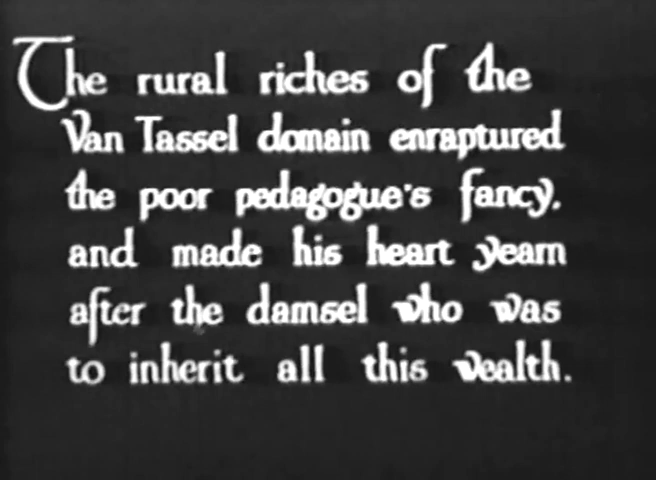 The rural riches of the
Van Tassel domain enraptured
the poor pedagogue's fancy,
and made his heart yearn
after the damsel who was
to inherit all this wealth.